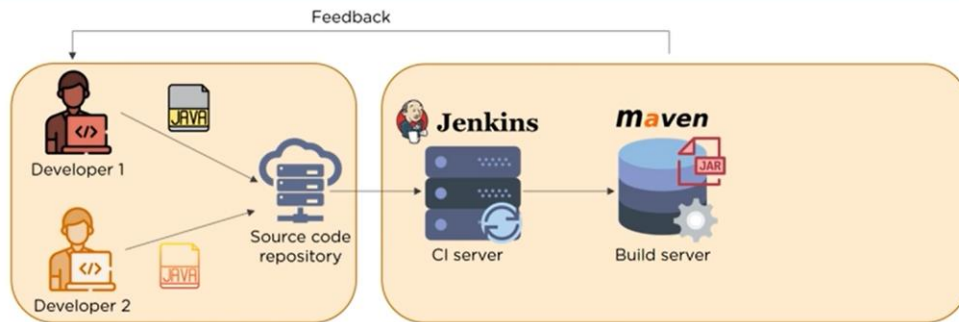 Feedback
JAVA
Developer 1
Jenkins
maven
JAR
Source code
repository
CI server
Build server
JAVA
Developer 2